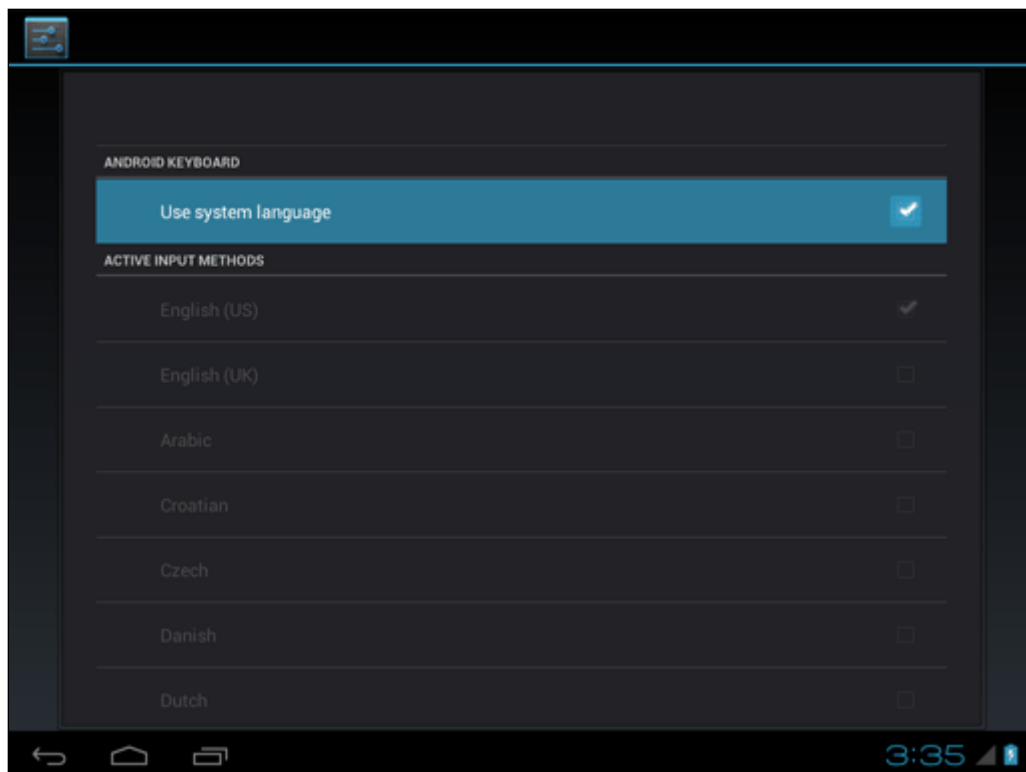 ANDROID KEYBOARD
Use system language
ACTIVE INPUT METHODS
English (US)
English (UK)
Arabic
Croatian
Czech
Danish
Dutch
3:35